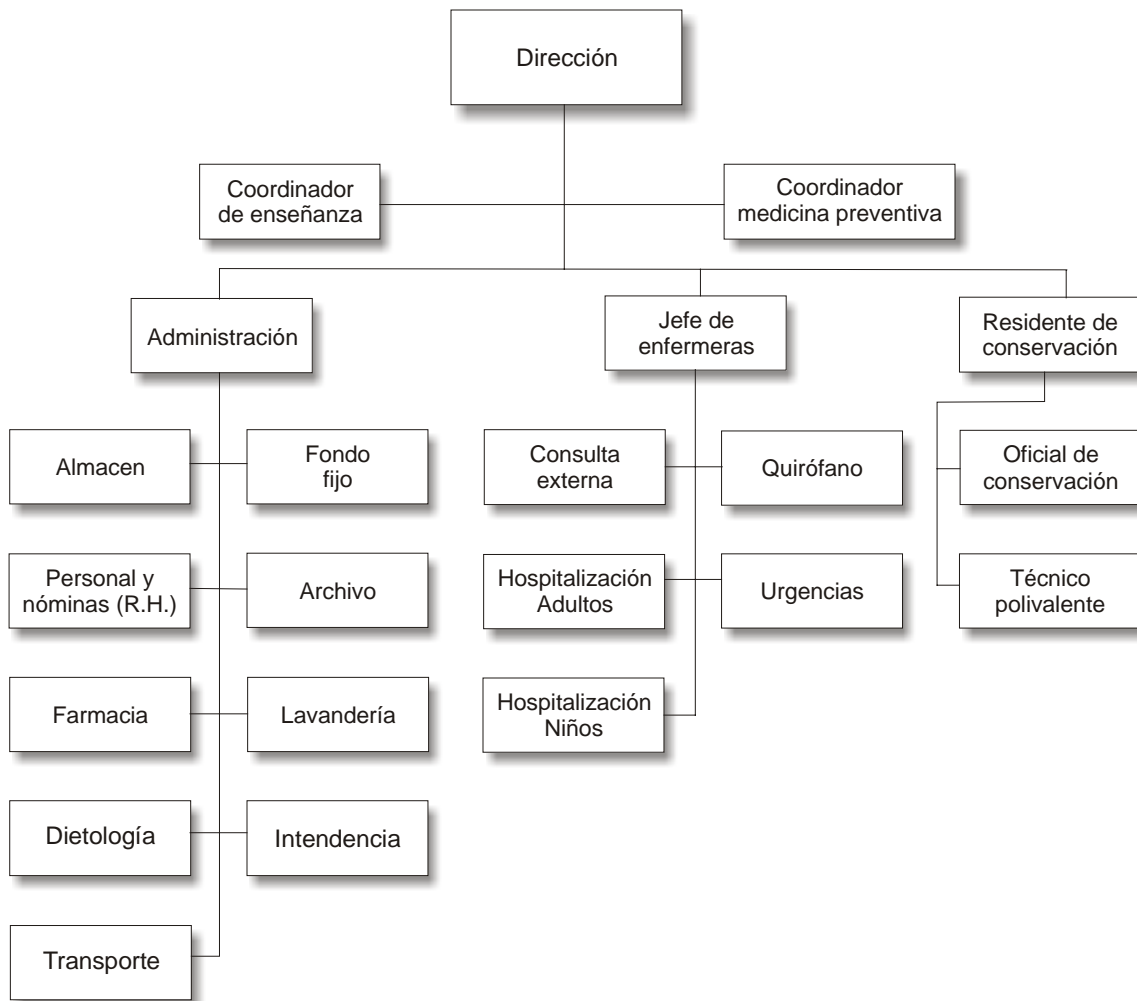 Dirección
Coordinador
de enseñanza
Coordinador
medicina preventiva
Administración
Jefe de
enfermeras
Residente de
conservación
Almacen
Fondo
fijo
Consulta
externa
Quirófano
Oficial de
conservación
Personal y
nóminas (R.H.)
Archivo
Hospitalización
Adultos
Urgencias
Técnico
polivalente
Farmacia
Lavandería
Hospitalización
Niños
Dietología
Intendencia
Transporte